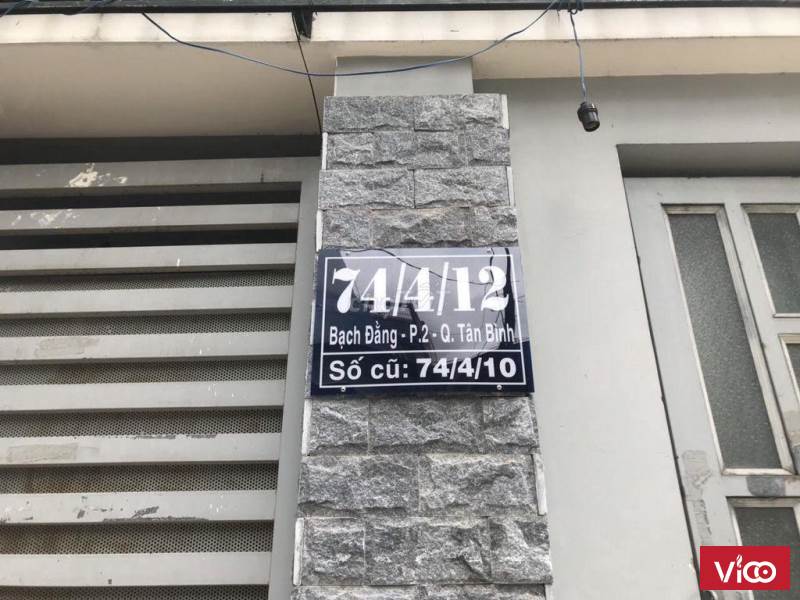 74/4/12
Bạch Đằng - P.2 - Q. Tân Bình
Số cũ: 74/4/10
Vico